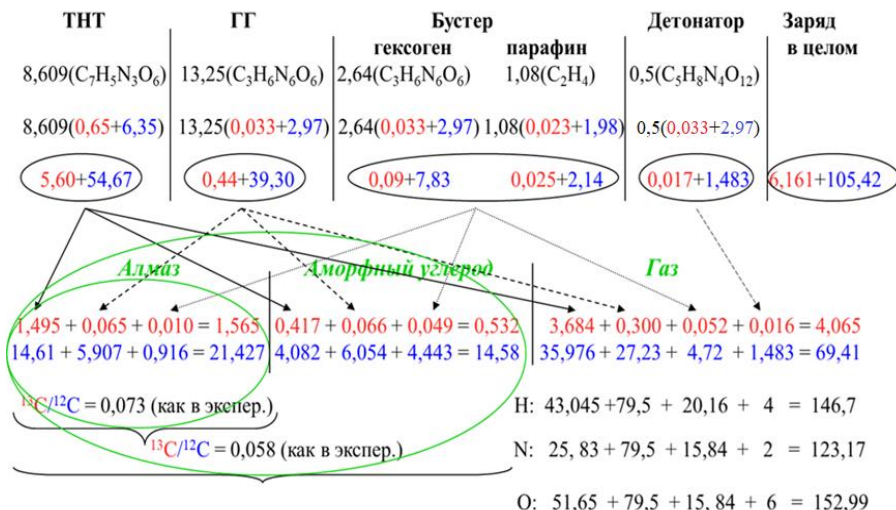 ТНТ ГГ Бустер Детонатор Заряд
гексоген парафин в целом
8,609(C₇H₅N₃O₆) 13,25(C₃H₆N₆O₆) 2,64(C₃H₆N₆O₆) 1,08(C₂H₄) 0,5(C₅H₈N₄O₁₂)
8,609(0,65+6,35) 13,25(0,033+2,97) 2,64(0,033+2,97) 1,08(0,023+1,98) 0,5(0,033+2,97)
5,60+54,67 0,44+39,30 0,09+7,83 0,025+2,14 0,017+1,483 6,161+105,42
Алмаз Аморфный углерод Газ
1,495 + 0,065 + 0,010 = 1,565 0,417 + 0,066 + 0,049 = 0,532 3,684 + 0,300 + 0,052 + 0,016 = 4,065
14,61 + 5,907 + 0,916 = 21,427 4,082 + 6,054 + 4,443 = 14,58 35,976 + 27,23 + 4,72 + 1,483 = 69,41
¹³C/¹²C = 0,073 (как в экспер.) H: 43,045 +79,5 + 20,16 + 4 = 146,7
¹³C/¹²C = 0,058 (как в экспер.) N: 25, 83 + 79,5 + 15,84 + 2 = 123,17
O: 51,65 + 79,5 +15, 84 + 6 = 152,99